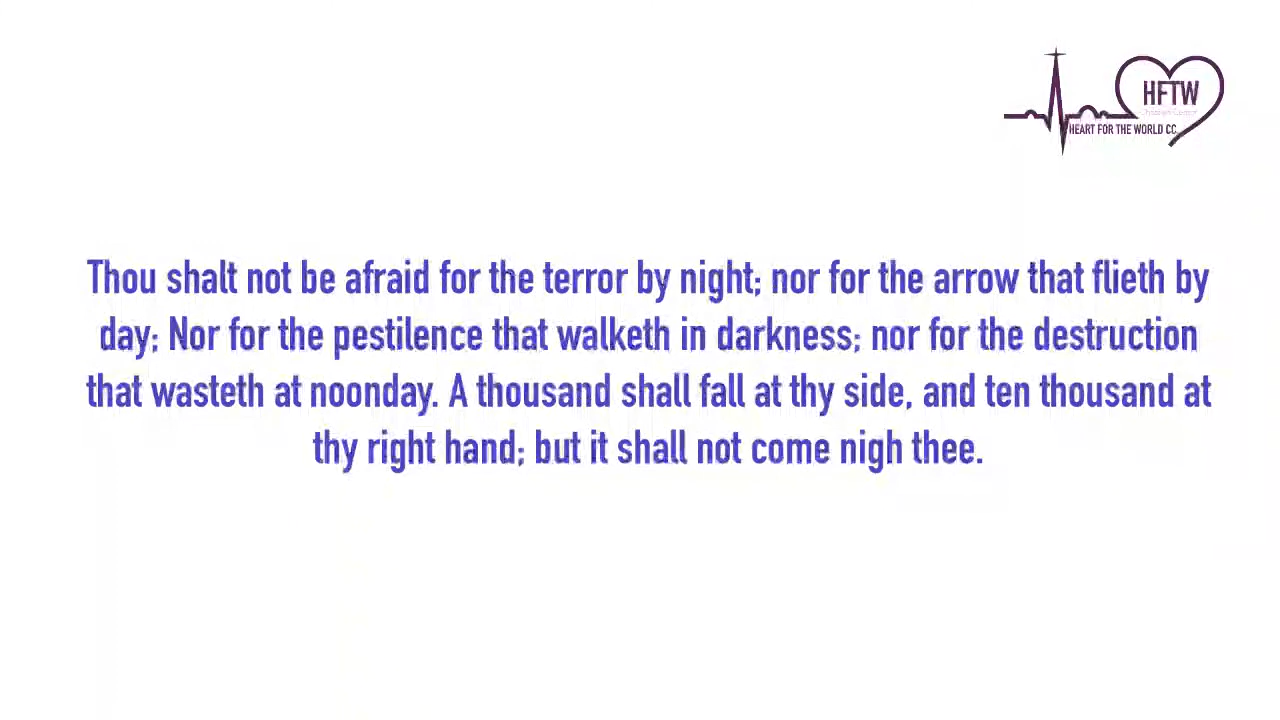 HFTW
HEART FOR THE WORLD CC.
Thou shalt not be afraid for the terror by night; nor for the arrow that flieth by
day; Nor for the pestilence that walketh in darkness; nor for the destruction
that wasteth at noonday. A thousand shall fall at thy side, and ten thousand at
thy right hand; but it shall not come nigh thee.